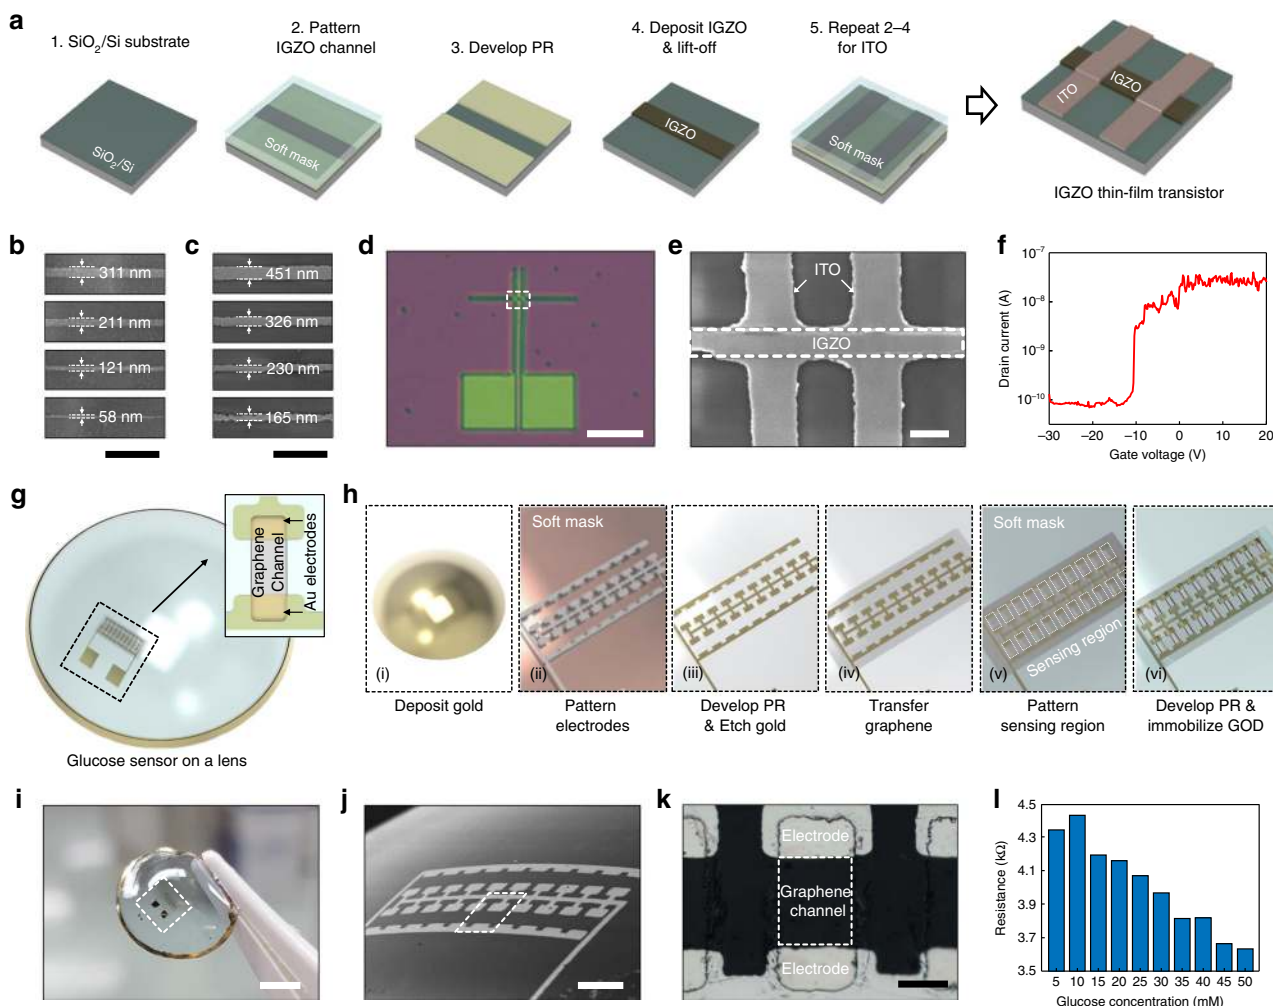 a
1. SiO2/Si substrate
2. Pattern
IGZO channel
3. Develop PR
4. Deposit IGZO
& lift-off
5. Repeat 2–4
for ITO
SiO2/Si
Soft mask
IGZO
Soft mask
ITO
IGZO
IGZO thin-film transistor
b
311 nm
211 nm
121 nm
58 nm
c
451 nm
326 nm
230 nm
165 nm
d
e
ITO
IGZO
f
Drain current (A)
10⁻⁷
10⁻⁸
10⁻⁹
10⁻¹⁰
–30
–20
–10
0
10
20
Gate voltage (V)
g
Graphene
Channel
Au electrodes
Glucose sensor on a lens
h
(i)
Deposit gold
Soft mask
(ii)
Pattern
electrodes
(iii)
Develop PR
& Etch gold
(iv)
Transfer
graphene
Soft mask
Sensing region
(v)
Pattern
sensing region
(vi)
Develop PR &
immobilize GOD
i
j
k
Electrode
Graphene
channel
Electrode
l
Resistance (kΩ)
4.5
4.3
4.1
3.9
3.7
3.5
5 10 15 20 25 30 35 40 45 50
Glucose concentration (mM)